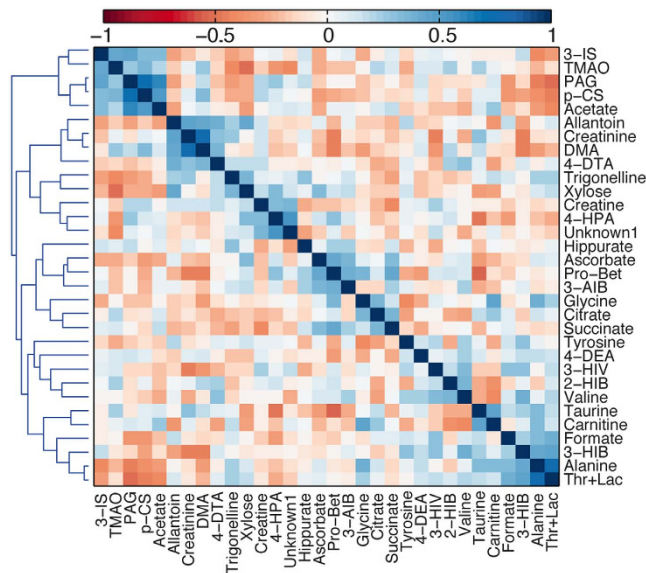 −1 −0.5 0 0.5 1
3−IS
TMAO
PAG
p−CS
Acetate
Allantoin
Creatinine
DMA
4−DTA
Trigonelline
Xylose
Creatine
4−HPA
Unknown1
Hippurate
Ascorbate
Pro−Bet
3−AIB
Glycine
Citrate
Succinate
Tyrosine
4−DEA
3−HIV
2−HIB
Valine
Taurine
Carnitine
Formate
3−HIB
Alanine
Thr+Lac
3−IS
TMAO
PAG
p−CS
Acetate
Allantoin
Creatinine
DMA
4−DTA
Trigonelline
Xylose
Creatine
4−HPA
Unknown1
Hippurate
Ascorbate
Pro−Bet
3−AIB
Glycine
Citrate
Succinate
Tyrosine
4−DEA
3−HIV
2−HIB
Valine
Taurine
Carnitine
Formate
3−HIB
Alanine
Thr+Lac